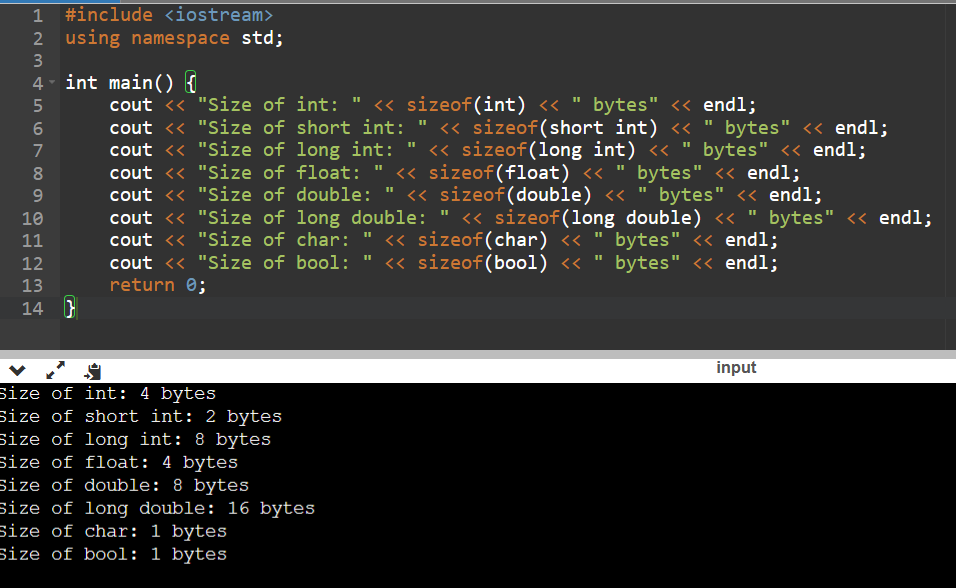 1 #include <iostream>
2 using namespace std;
3
4 int main() {
5     cout << "Size of int: " << sizeof(int) << " bytes" << endl;
6     cout << "Size of short int: " << sizeof(short int) << " bytes" << endl;
7     cout << "Size of long int: " << sizeof(long int) << " bytes" << endl;
8     cout << "Size of float: " << sizeof(float) << " bytes" << endl;
9     cout << "Size of double: " << sizeof(double) << " bytes" << endl;
10     cout << "Size of long double: " << sizeof(long double) << " bytes" << endl;
11     cout << "Size of char: " << sizeof(char) << " bytes" << endl;
12     cout << "Size of bool: " << sizeof(bool) << " bytes" << endl;
13     return 0;
14 }
input
Size of int: 4 bytes
Size of short int: 2 bytes
Size of long int: 8 bytes
Size of float: 4 bytes
Size of double: 8 bytes
Size of long double: 16 bytes
Size of char: 1 bytes
Size of bool: 1 bytes